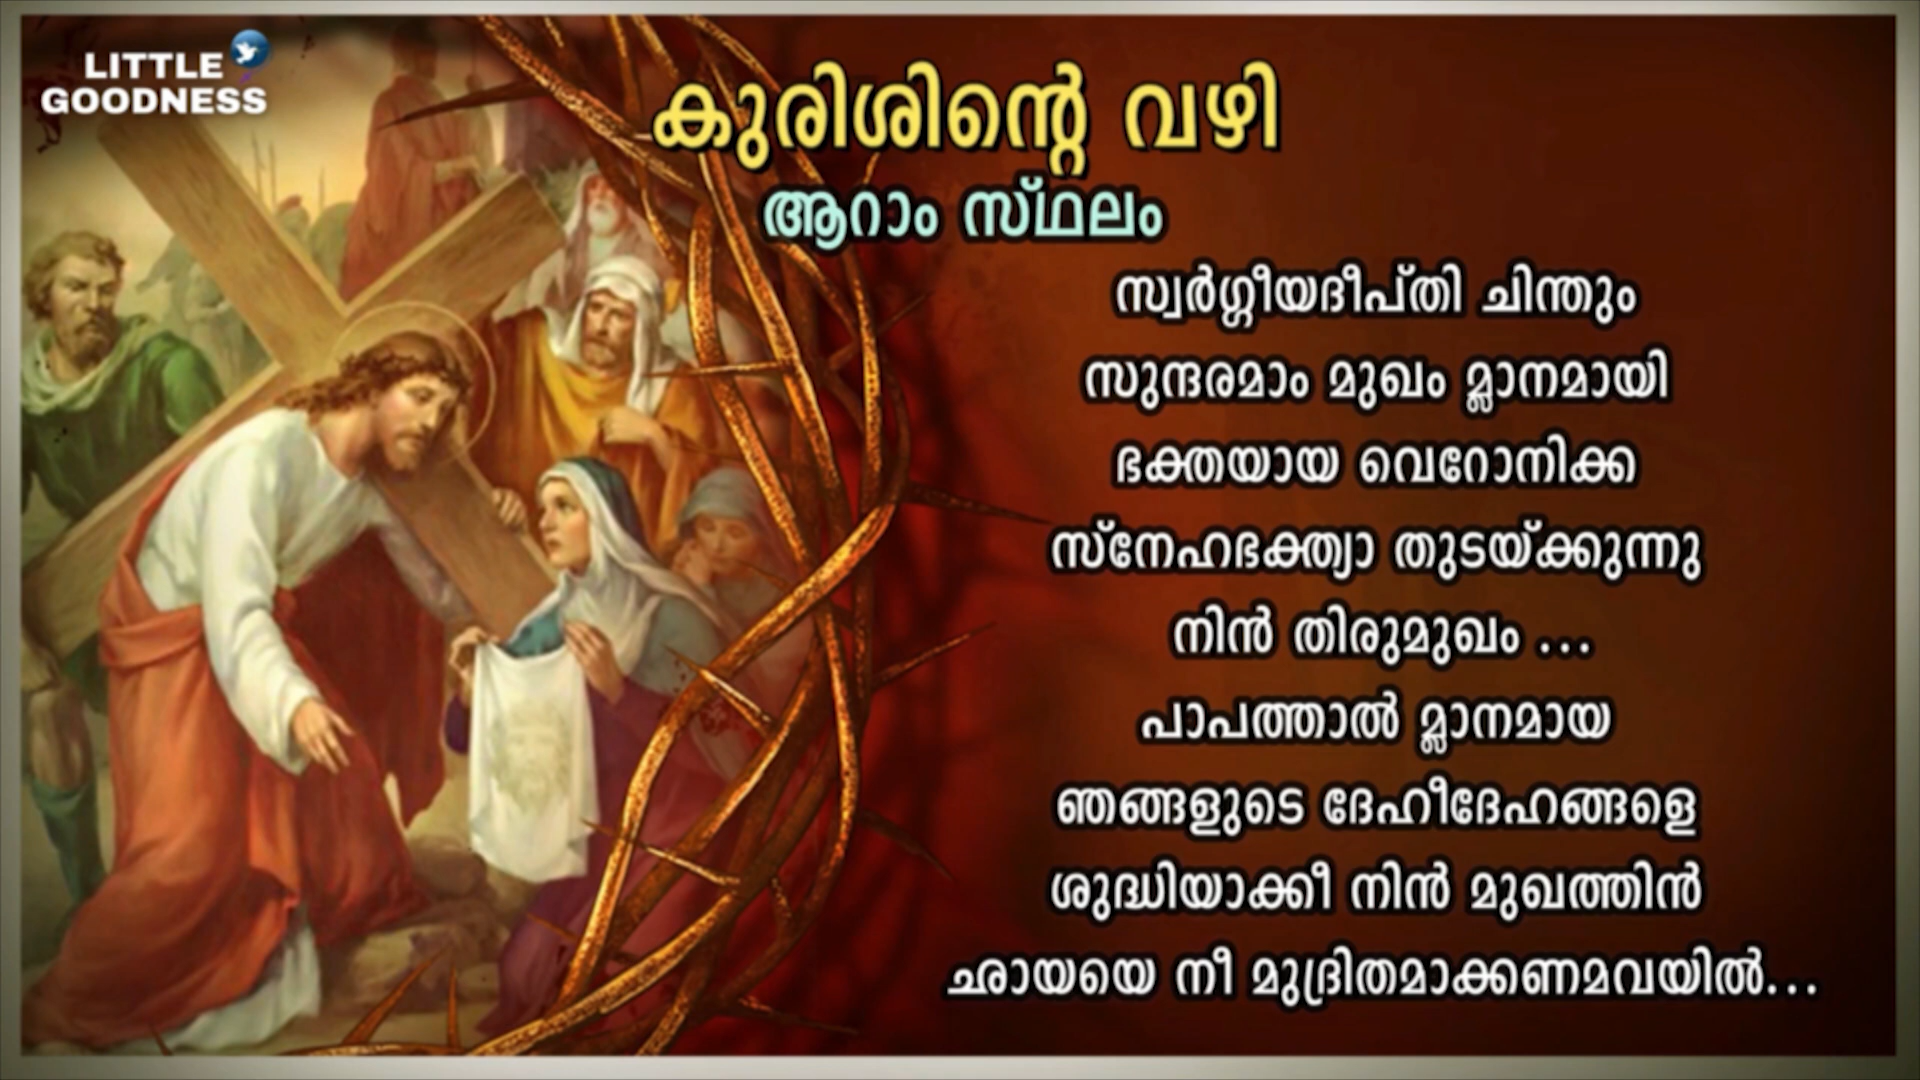 LITTLE
GOODNESS
കുരിശിന്റെ വഴി
ആറാം സ്ഥലം
സ്വർഗ്ഗീയദീപ്തി ചിന്തും
സുന്ദരമാം മുഖം മ്ലാനമായി
ഭക്തയായ വെറോനിക്ക
സ്നേഹഭക്ത്യാ തുടയ്ക്കുന്നു
നിൻ തിരുമുഖം ...
പാപത്താൽ മ്ലാനമായ
ഞങ്ങളുടെ ദേഹീദേഹങ്ങളെ
ശുദ്ധിയാക്കീ നിൻ മുഖത്തിൻ
ഛായയെ നീ മുദ്രിതമാക്കണമവയിൽ...